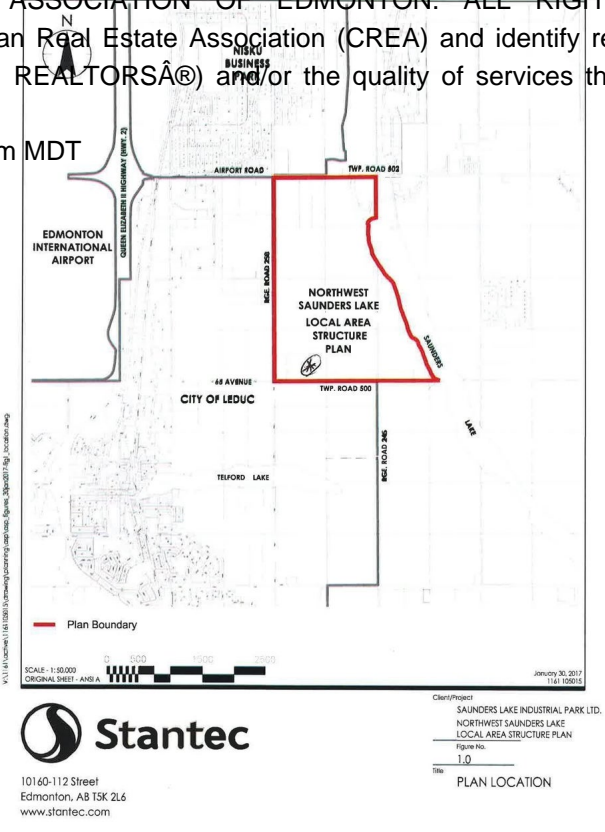 ASSOCIATION OF EDMONTON. ALL RIGHT
an Real Estate Association (CREA) and identify re
REALTORSÂ®) and/or the quality of services th
m MDT
N
NISKU
BUSINESS
PARK
AIRPORT ROAD
TWP. ROAD 502
QUEEN ELIZABETH II HIGHWAY (HWY. 2)
EDMONTON
INTERNATIONAL
AIRPORT
RGE. ROAD 250
NORTHWEST
SAUNDERS LAKE
LOCAL AREA
STRUCTURE
PLAN
SAUNDERS
LAKE
65 AVENUE
TWP. ROAD 500
CITY OF LEDUC
RGE. ROAD 245
TELFORD LAKE
Plan Boundary
0 500 1500 2500
SCALE - 1:50,000
ORIGINAL SHEET - ANSI A
January 30, 2017
1161 105015
Stantec
10160-112 Street
Edmonton, AB T5K 2L6
www.stantec.com
Client/Project
SAUNDERS LAKE INDUSTRIAL PARK LTD.
NORTHWEST SAUNDERS LAKE
LOCAL AREA STRUCTURE PLAN
Figure No.
1.0
Title
PLAN LOCATION